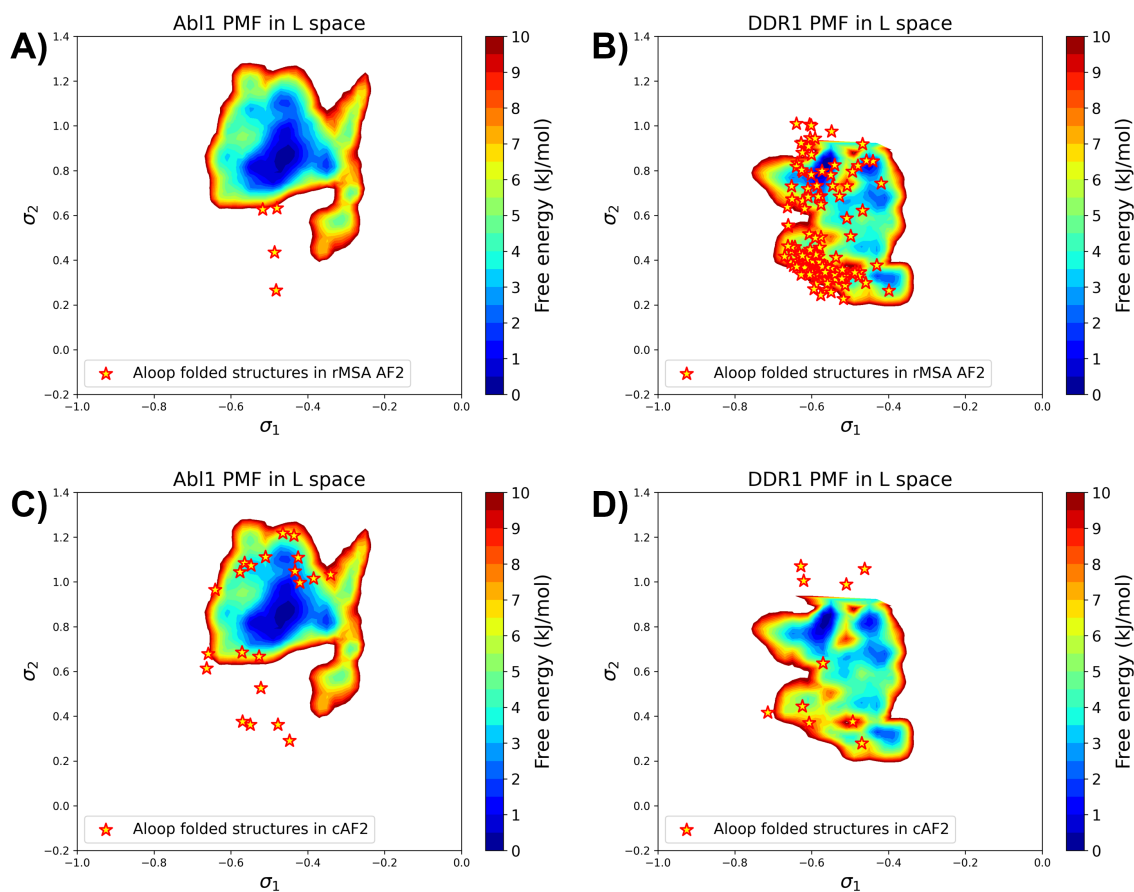 A)
Abl1 PMF in L space
1.4
1.2
1.0
0.8
0.6
0.4
0.2
0.0
−0.2
σ2
−1.0 −0.8 −0.6 −0.4 −0.2 0.0
σ1
Aloop folded structures in rMSA AF2
10
9
8
7
6
5
4
3
2
1
0
Free energy (kJ/mol)
B)
DDR1 PMF in L space
1.4
1.2
1.0
0.8
0.6
0.4
0.2
0.0
−0.2
σ2
−1.0 −0.8 −0.6 −0.4 −0.2 0.0
σ1
Aloop folded structures in rMSA AF2
10
9
8
7
6
5
4
3
2
1
0
Free energy (kJ/mol)
C)
Abl1 PMF in L space
1.4
1.2
1.0
0.8
0.6
0.4
0.2
0.0
−0.2
σ2
−1.0 −0.8 −0.6 −0.4 −0.2 0.0
σ1
Aloop folded structures in cAF2
10
9
8
7
6
5
4
3
2
1
0
Free energy (kJ/mol)
D)
DDR1 PMF in L space
1.4
1.2
1.0
0.8
0.6
0.4
0.2
0.0
−0.2
σ2
−1.0 −0.8 −0.6 −0.4 −0.2 0.0
σ1
Aloop folded structures in cAF2
10
9
8
7
6
5
4
3
2
1
0
Free energy (kJ/mol)